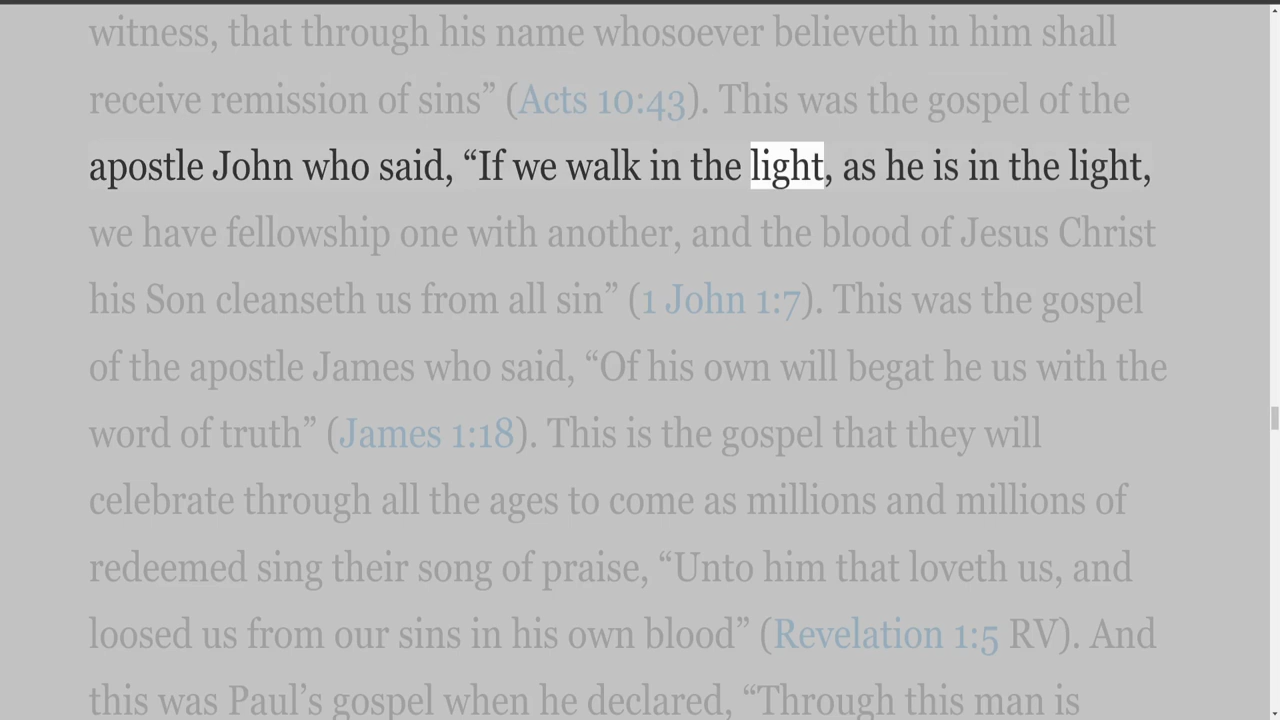 witness, that through his name whosoever believeth in him shall
receive remission of sins” (Acts 10:43). This was the gospel of the
apostle John who said, “If we walk in the light, as he is in the light,
we have fellowship one with another, and the blood of Jesus Christ
his Son cleanseth us from all sin” (1 John 1:7). This was the gospel
of the apostle James who said, “Of his own will begat he us with the
word of truth” (James 1:18). This is the gospel that they will
celebrate through all the ages to come as millions and millions of
redeemed sing their song of praise, “Unto him that loveth us, and
loosed us from our sins in his own blood” (Revelation 1:5 RV). And
this was Paul’s gospel when he declared, “Through this man is